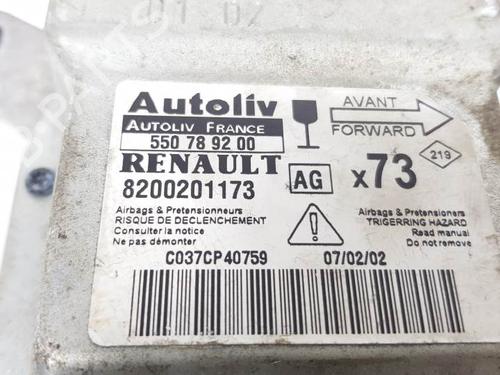 01 02
Autoliv
AUTOLIV FRANCE
550 78 92 00
RENAULT
8200201173
AG
x73
219
AVANT
FORWARD
Airbags & Pretensionneurs
RISQUE DE DECLENCHEMENT
Consulter la notice
Ne pas démonter
Airbags & Pretensioners
TRIGERRING HAZARD
Read manual
Do not remove
C037CP40759
07/02/02